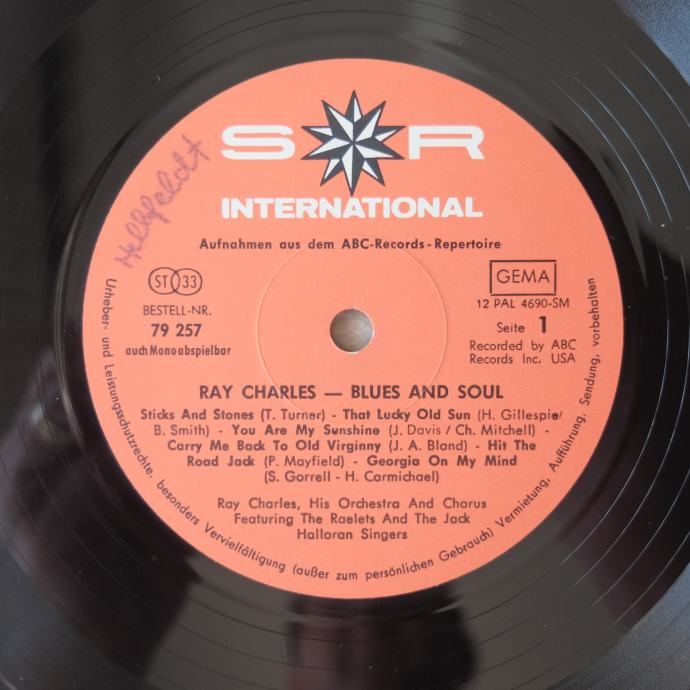 S R
INTERNATIONAL
Aufnahmen aus dem ABC-Records-Repertoire
ST 33
BESTELL-NR.
79 257
auch Mono abspielbar
GEMA
12 PAL 4690-SM
Seite 1
Recorded by ABC
Records Inc. USA
RAY CHARLES — BLUES AND SOUL
Sticks And Stones (T. Turner) - That Lucky Old Sun (H. Gillespie/
B. Smith) - You Are My Sunshine (J. Davis / Ch. Mitchell) -
Carry Me Back To Old Virginny (J. A. Bland) - Hit The
Road Jack (P. Mayfield) - Georgia On My Mind
(S. Gorrell - H. Carmichael)
Ray Charles, His Orchestra And Chorus
Featuring The Raelets And The Jack
Halloran Singers
Urheber- und Leistungsschutzrechte, besonders Vervielfältigung (außer zum persönlichen Gebrauch) Vermietung, Aufführung, Sendung, vorbehalten